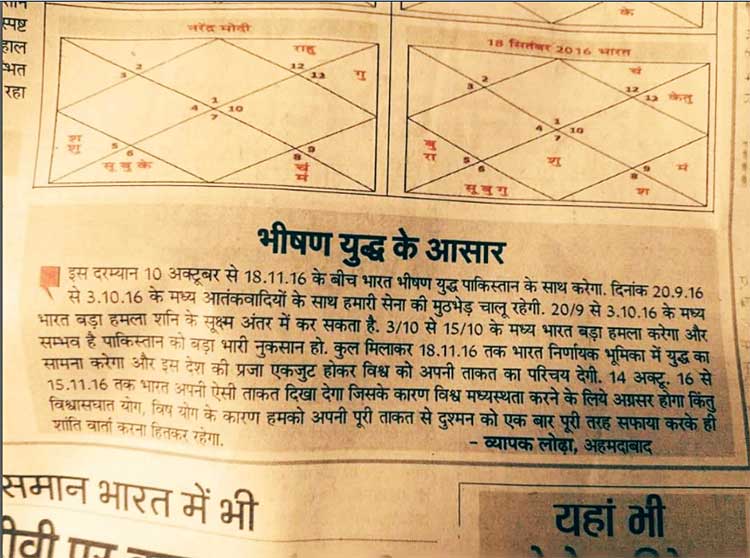 स्पष्ट
हाल
भत
रहा
के
नरेंद्र मोदी
राहु
12
11
गु
2
3
1
4
10
7
श
शु
5
6
सू बु के
9
8
चं
मं
18 सितंबर 2016 भारत
चं
12
12
केतु
2
3
1
4
10
7
बु
रा
5
6
सू बु गु
शु
9
8
मं
श
भीषण युद्ध के आसार
इस दरम्यान 10 अक्टूबर से 18.11.16 के बीच भारत भीषण युद्ध पाकिस्तान के साथ करेगा. दिनांक 20.9.16
से 3.10.16 के मध्य आतंकवादियों के साथ हमारी सेना की मुठभेड़ चालू रहेगी. 20/9 से 3.10.16 के मध्य
भारत बड़ा हमला शनि के सूक्ष्म अंतर में कर सकता है. 3/10 से 15/10 के मध्य भारत बड़ा हमला करेगा और
सम्भव है पाकिस्तान को बड़ा भारी नुकसान हो. कुल मिलाकर 18.11.16 तक भारत निर्णायक भूमिका में युद्ध का
सामना करेगा और इस देश की प्रजा एकजुट होकर विश्व को अपनी ताकत का परिचय देगी. 14 अक्टू. 16 से
15.11.16 तक भारत अपनी ऐसी ताकत दिखा देगा जिसके कारण विश्व मध्यस्थता करने के लिये अग्रसर होगा किंतु
विश्वासघात योग, विष योग के कारण हमको अपनी पूरी ताकत से दुश्मन को एक बार पूरी तरह सफाया करके ही
शांति वार्ता करना हितकर रहेगा.
- व्यापक लोढ़ा, अहमदाबाद
समान भारत में भी
यहां भी